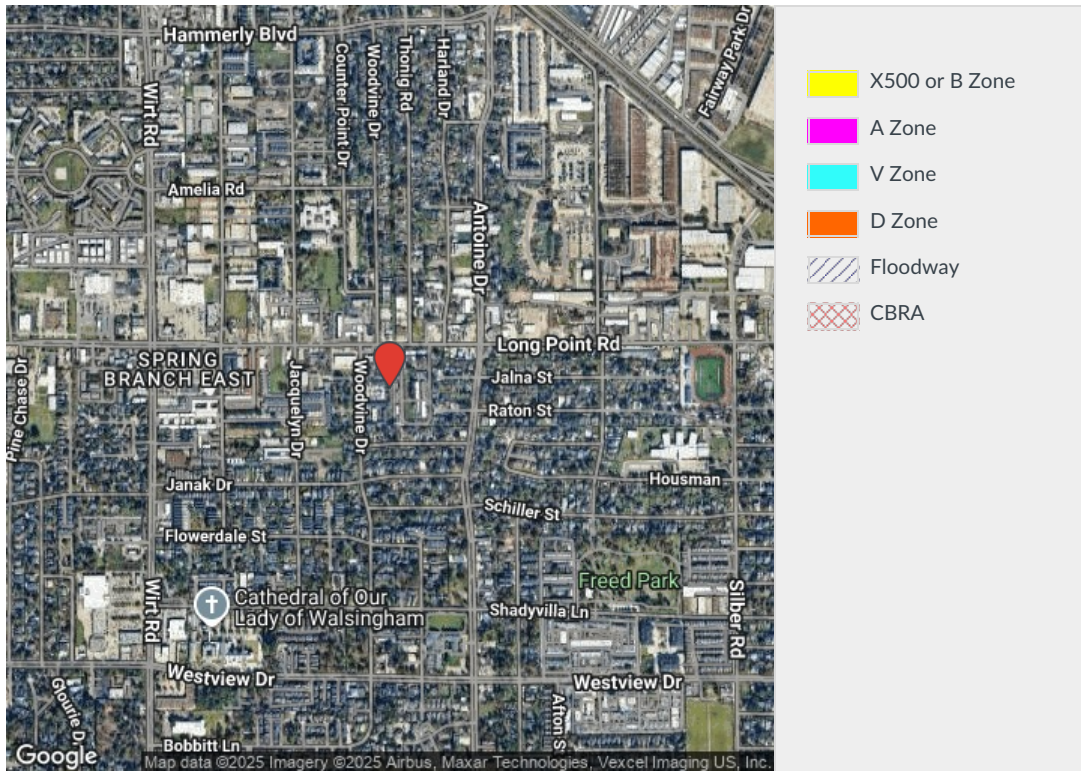 Hammerly Blvd
Wirt Rd
Counter Point Dr
Woodvine Dr
Thonig Rd
Harland Dr
Fairway Park Dr
Amelia Rd
Antoine Dr
Long Point Rd
SPRING
BRANCH EAST
Pine Chase Dr
Jacquelyn Dr
Woodvine Dr
Jalna St
Raton St
Janak Dr
Housman
Schiller St
Flowerdale St
Freed Park
Wirt Rd
Cathedral of Our
Lady of Walsingham
Shadyvilla Ln
Silber Rd
Westview Dr
Westview Dr
Glourie D
Afton S
Bobbitt Ln
Google
Map data ©2025 Imagery ©2025 Airbus, Maxar Technologies, Vexcel Imaging US, Inc.
X500 or B Zone
A Zone
V Zone
D Zone
Floodway
CBRA